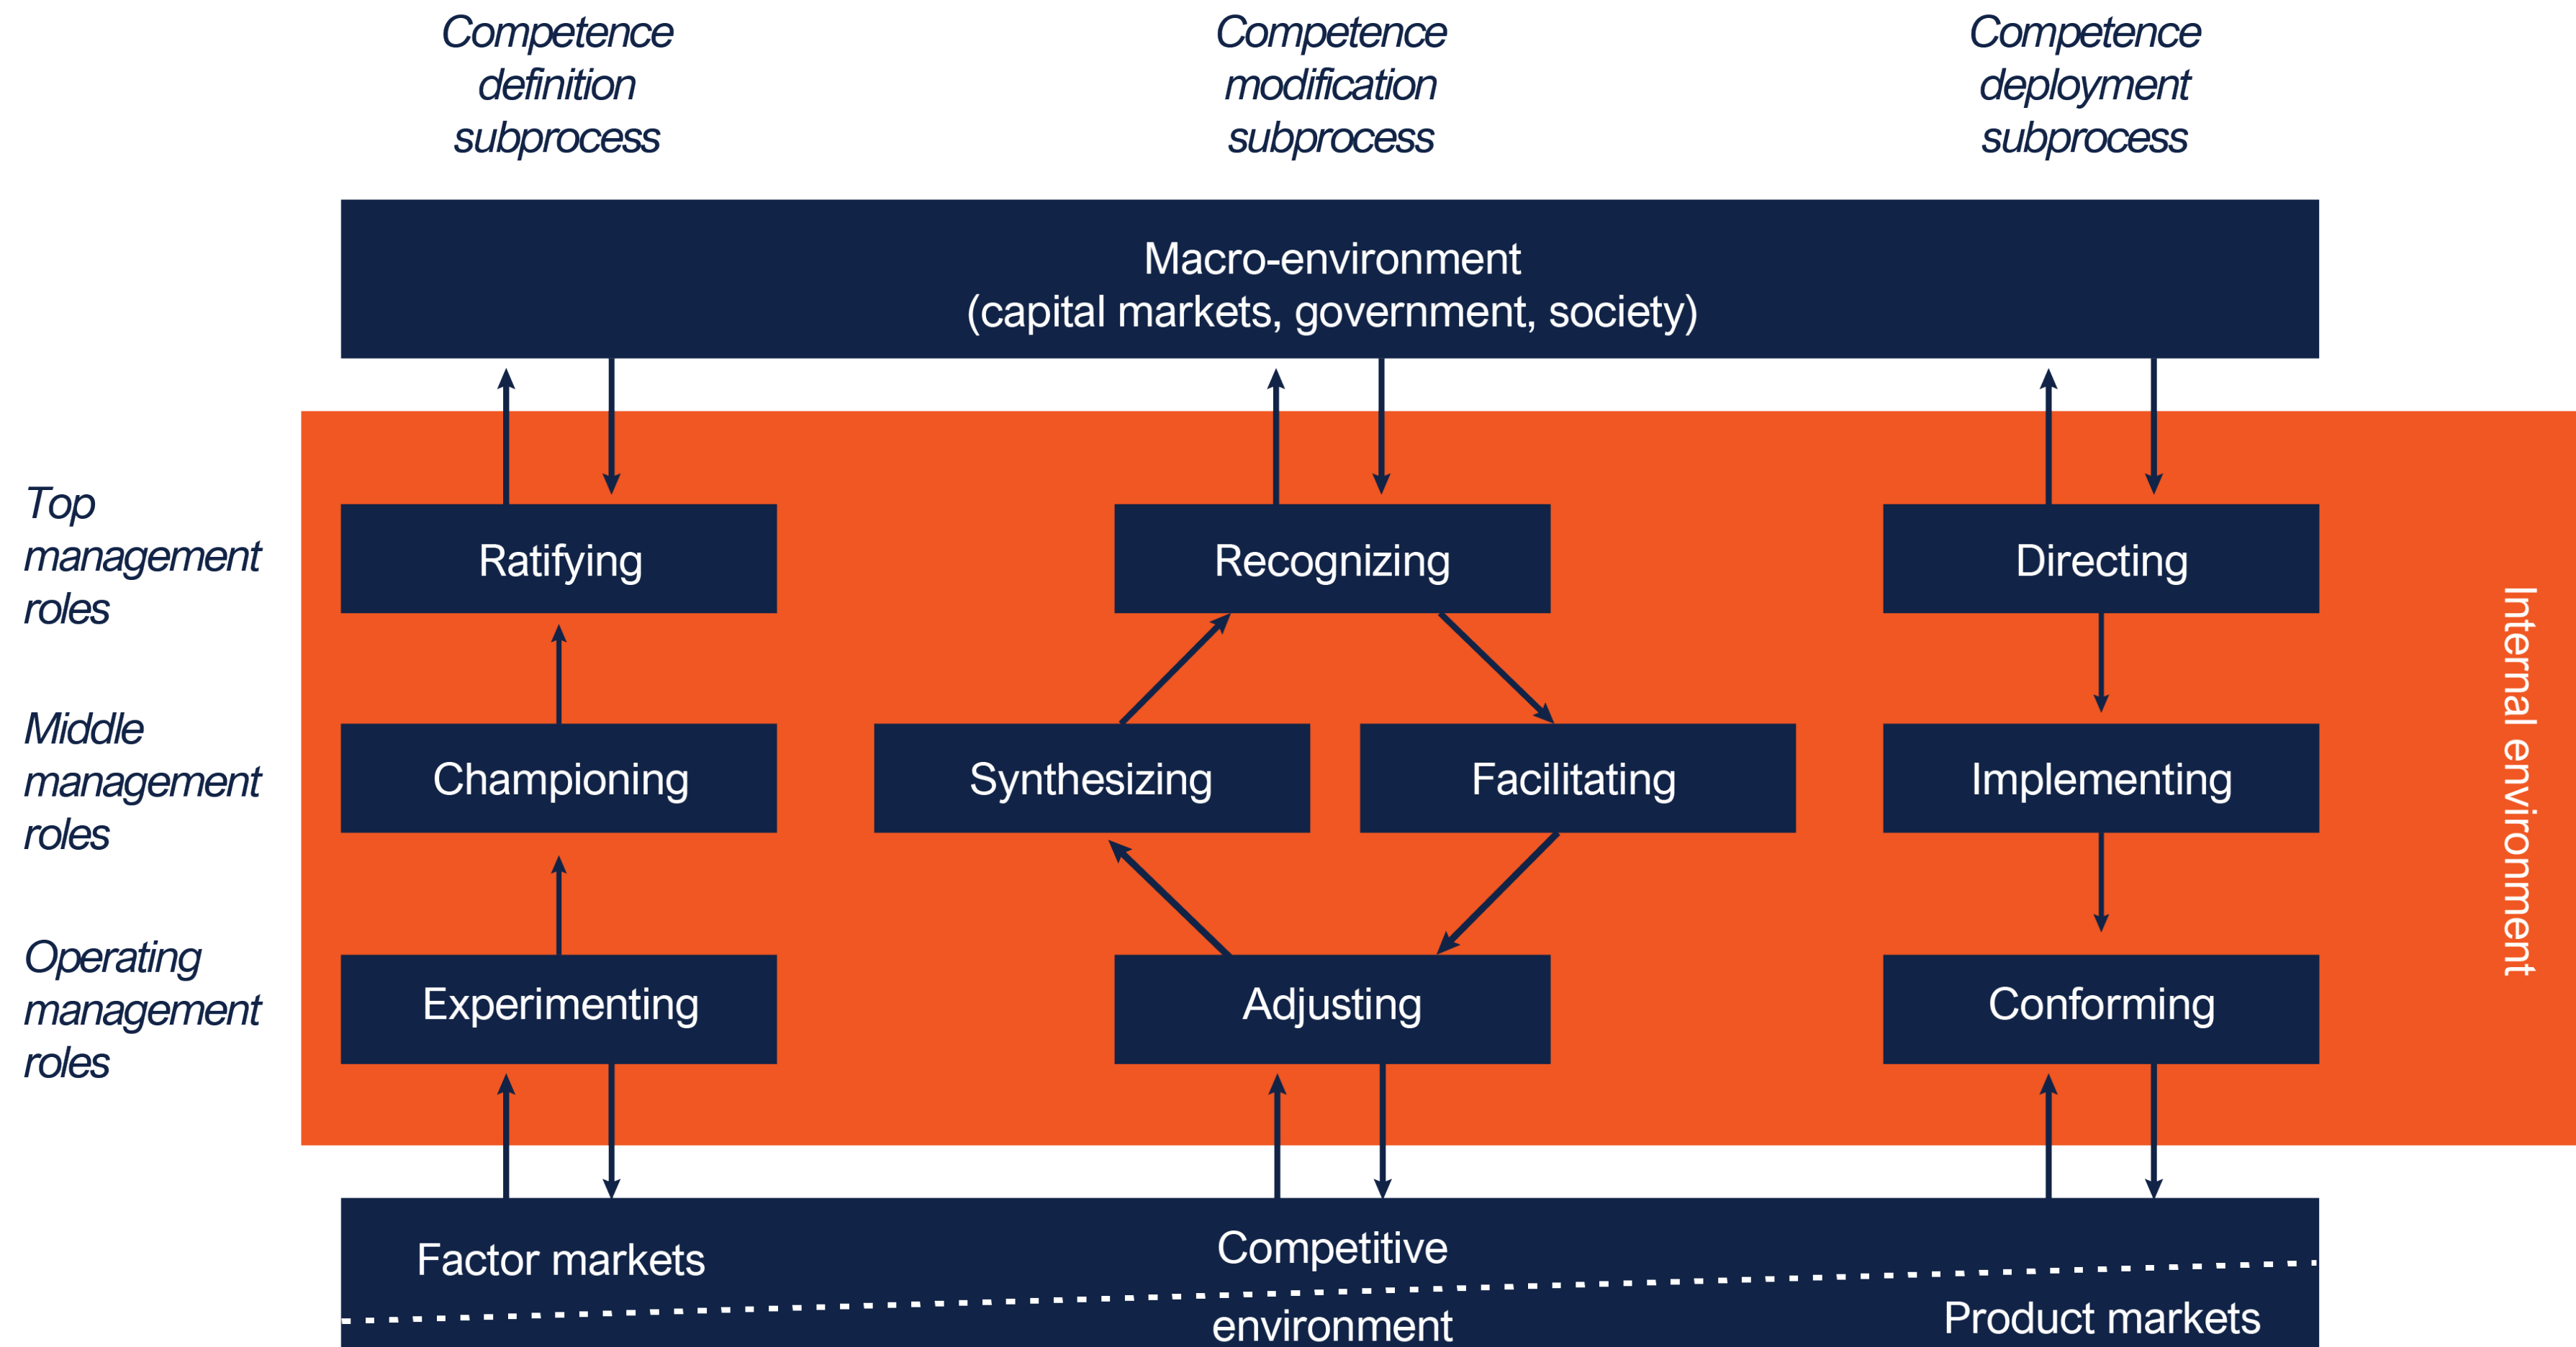 Competence
definition
subprocess
Competence
modification
subprocess
Competence
deployment
subprocess
Macro-environment
(capital markets, government, society)
Top
management
roles
Ratifying
Recognizing
Directing
Middle
management
roles
Championing
Synthesizing
Facilitating
Implementing
Operating
management
roles
Experimenting
Adjusting
Conforming
Internal environment
Factor markets
Competitive
environment
Product markets